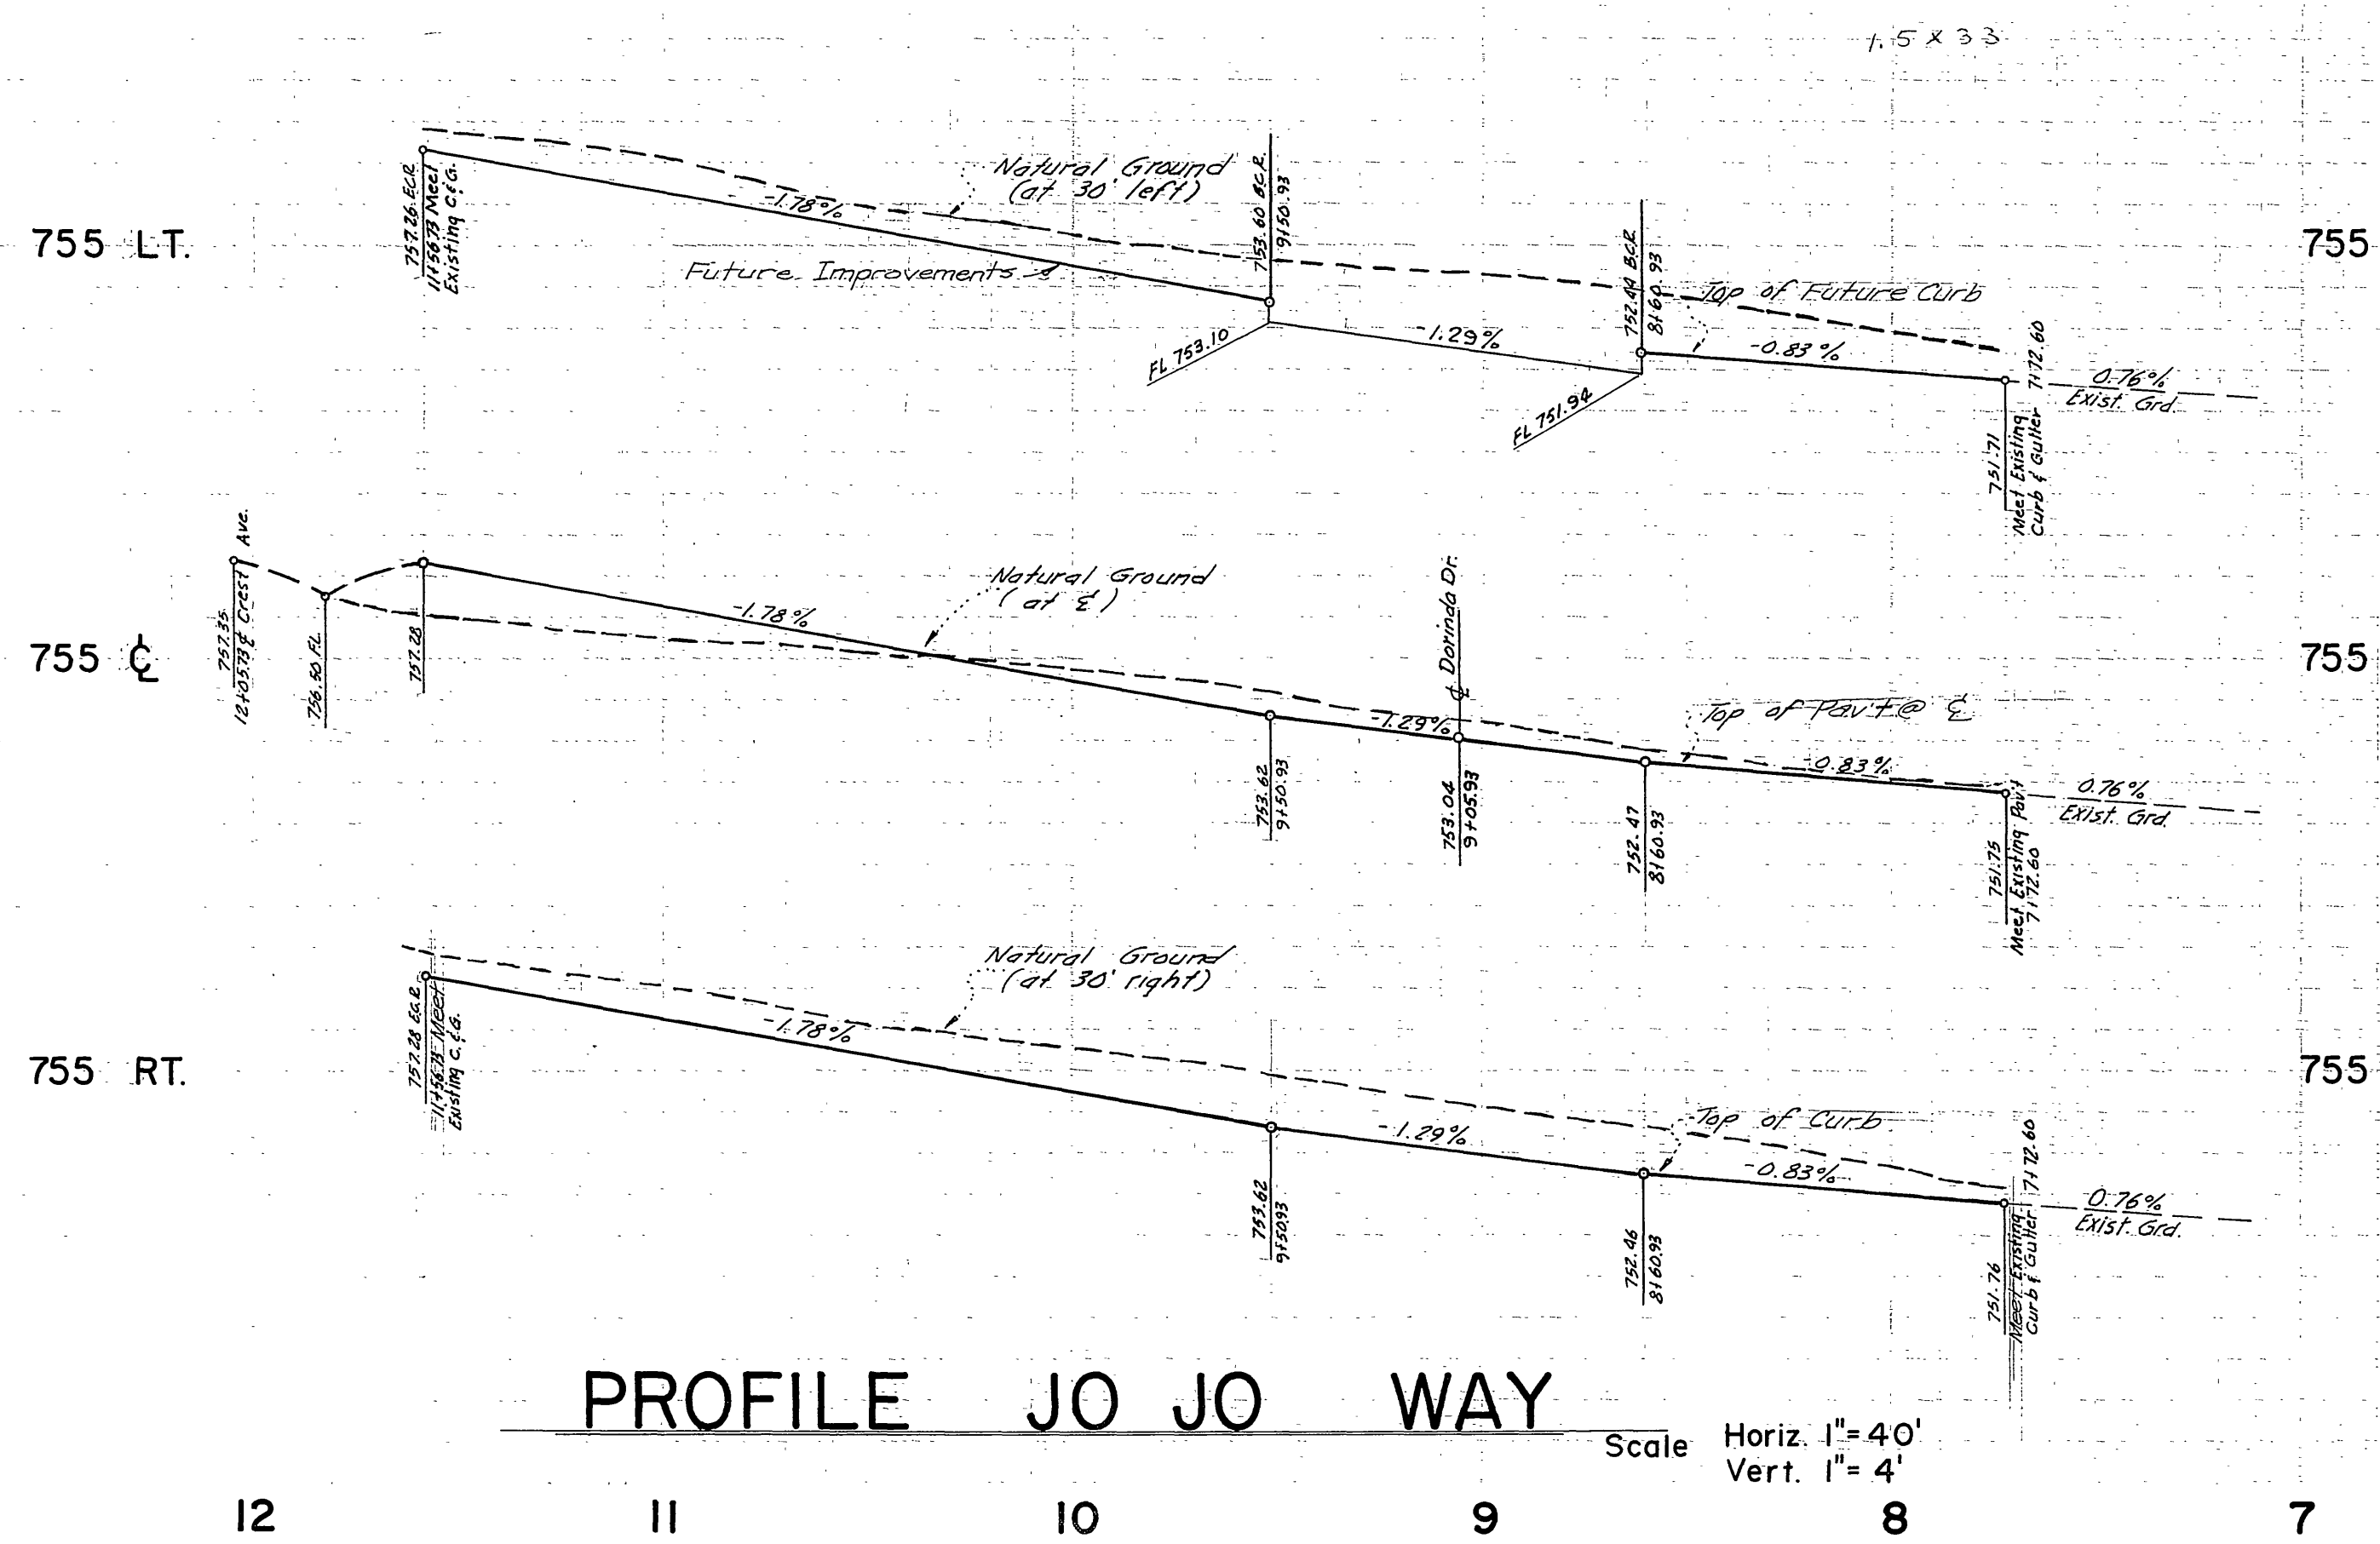 1.5 x 33
755 LT.
757.26 ECR
11+56.73 Meet
Existing C.&G.
-1.78%
Natural Ground
(at 30' left)
Future Improvements
753.60 BCR.
9+50.93
FL 753.10
-1.29%
FL 751.94
752.44 BCR
8+60.93
Top of Future Curb
-0.83%
751.71
7+72.60
Meet Existing
Curb & Gutter
0.76%
Exist. Grd.
755
755 ℄
757.35
12+05.73 ℄ Crest Ave.
756.50 FL.
757.28
-1.78%
Natural Ground
(at ℄)
753.62
9+50.93
-1.29%
℄ Dorinda Dr.
753.04
9+05.93
752.47
8+60.93
Top of Pav't @ ℄
-0.83%
751.75
Meet Existing Pav't
7+72.60
0.76%
Exist. Grd.
755
755 RT.
757.28 ECR
11+56.73 Meet
Existing C.&G.
-1.78%
Natural Ground
(at 30' right)
753.62
9+50.93
-1.29%
752.46
8+60.93
Top of Curb
-0.83%
751.76
7+72.60
Meet Existing
Curb & Gutter
0.76%
Exist. Grd.
755
PROFILE JO JO WAY
Scale Horiz. 1"=40'
Vert. 1"= 4'
12 11 10 9 8 7